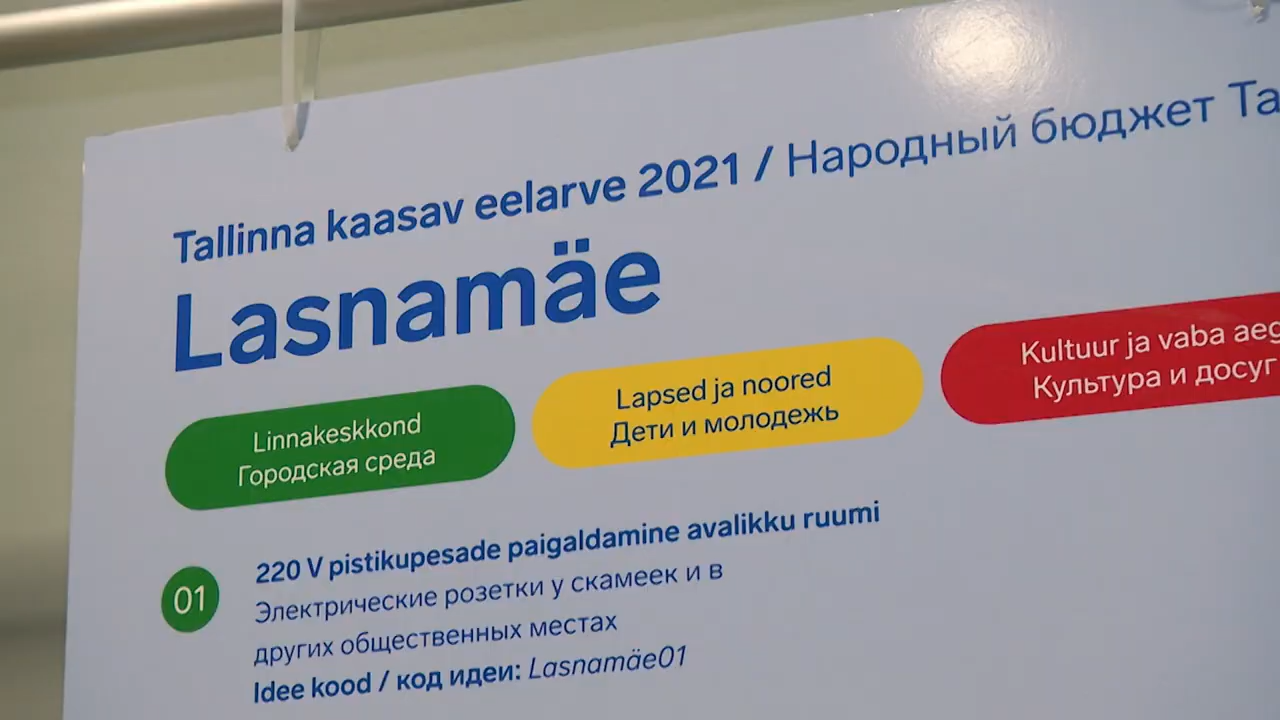 Tallinna kaasav eelarve 2021 / Народный бюджет
Lasnamäe
Linnakeskkond
Городская среда
Lapsed ja noored
Дети и молодежь
Kultuur ja vaba aeg
Культура и досуг
01
220 V pistikupesade paigaldamine avalikku ruumi
Электрические розетки у скамеек и в
других общественных местах
Idee kood / код идеи: Lasnamäe01